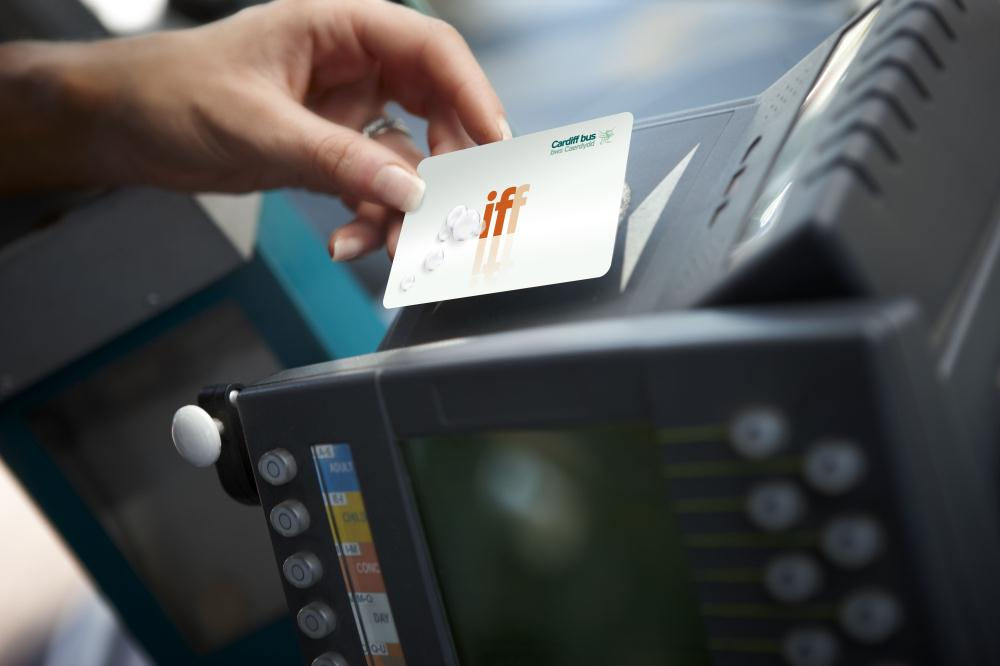 Cardiff bus
bws Caerdydd
iff
A-G
ADULT
CHILD
I-M
CONC
M-Q
DAY
Q-U